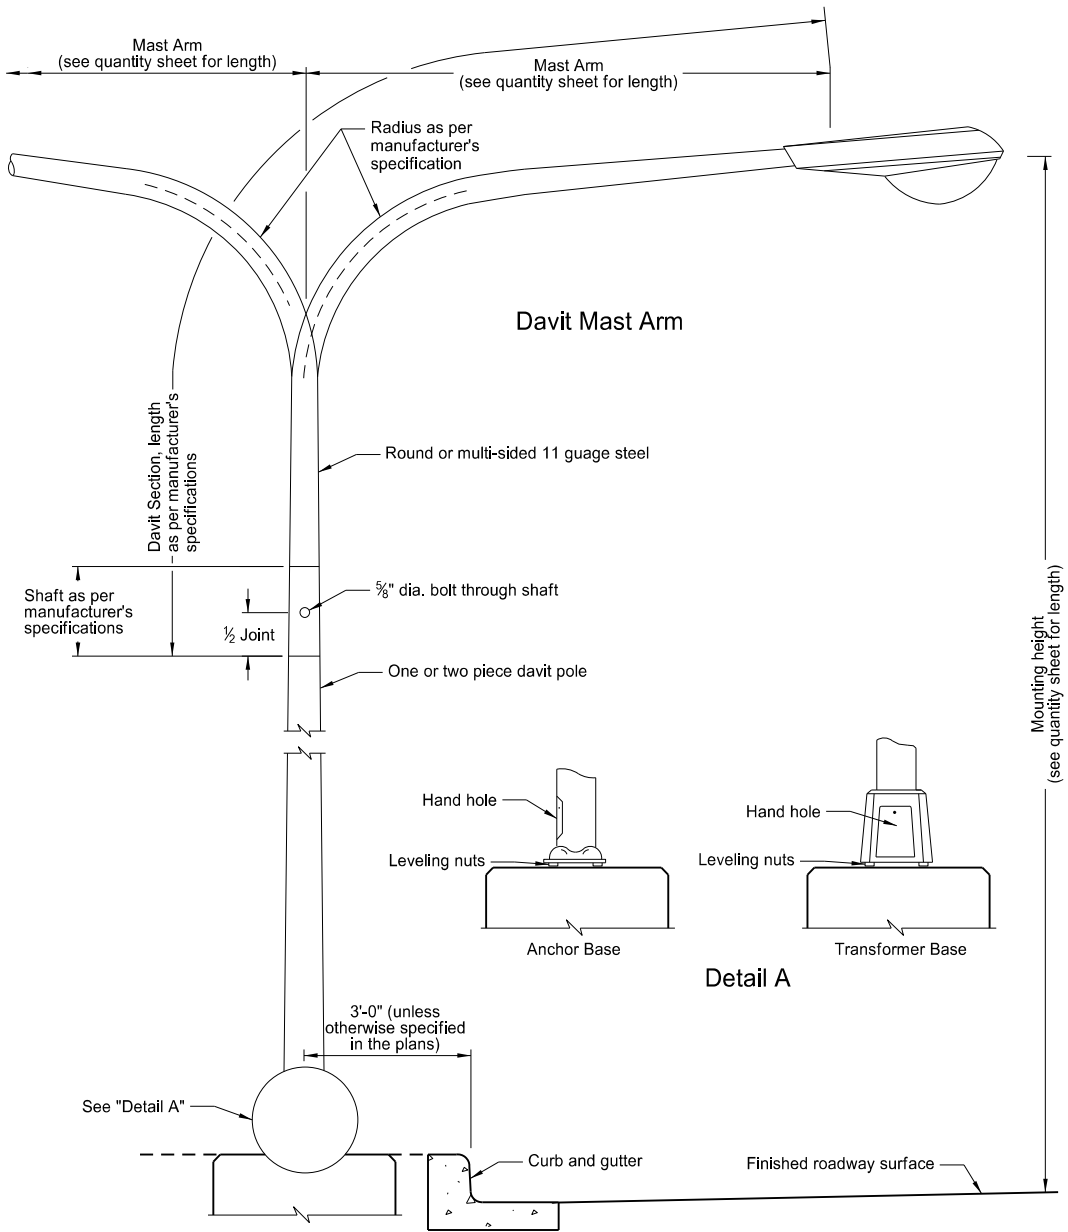 Mast Arm
(see quantity sheet for length)
Mast Arm
(see quantity sheet for length)
Radius as per
manufacturer's
specification
Davit Mast Arm
Davit Section, length
as per manufacturer's
specifications
Round or multi-sided 11 guage steel
Shaft as per
manufacturer's
specifications
⅝" dia. bolt through shaft
½ Joint
One or two piece davit pole
Mounting height
(see quantity sheet for length)
Hand hole
Leveling nuts
Anchor Base
Hand hole
Leveling nuts
Transformer Base
Detail A
3'-0" (unless
otherwise specified
in the plans)
See "Detail A"
Curb and gutter
Finished roadway surface